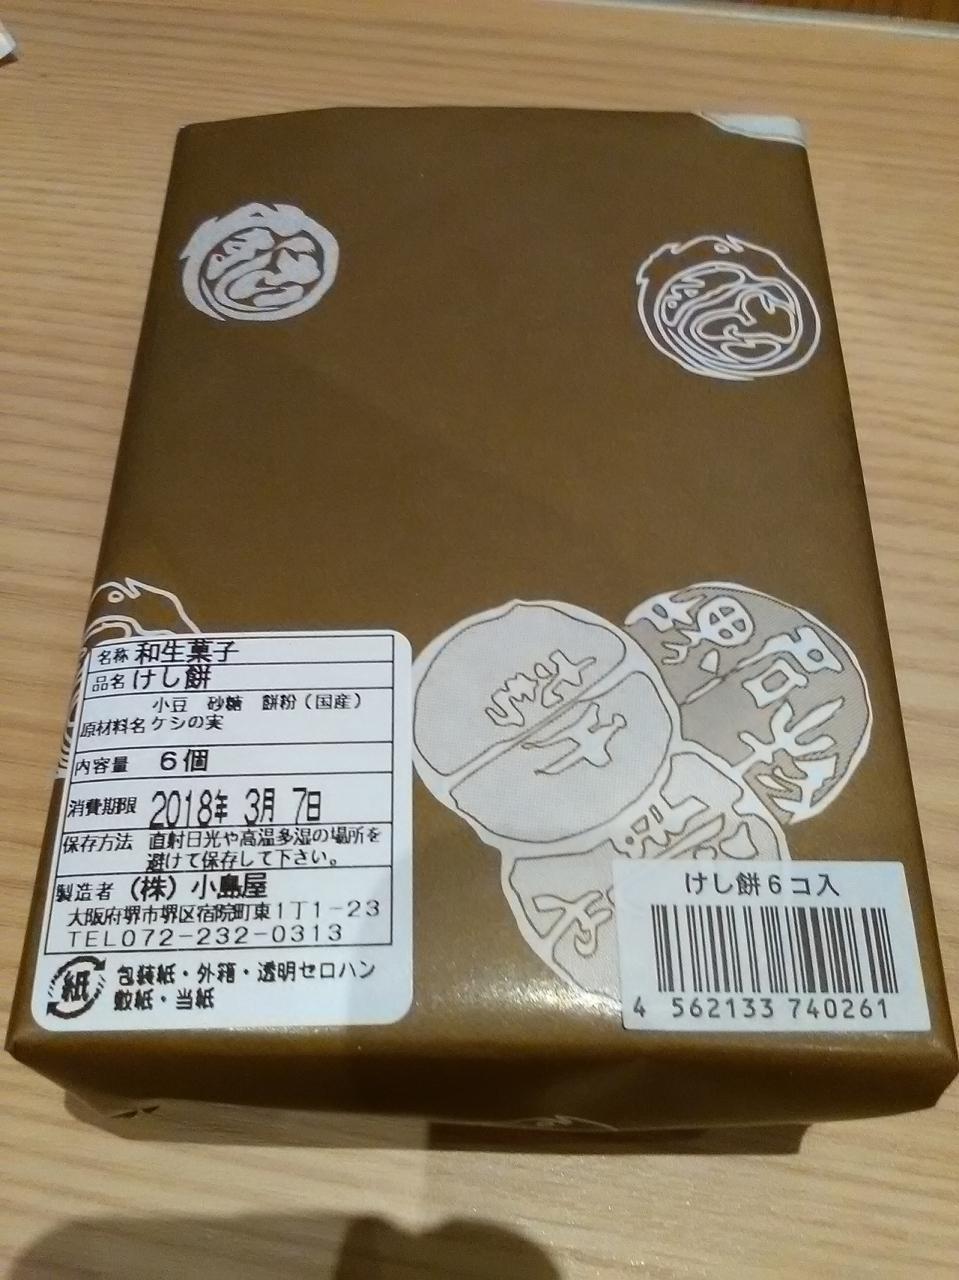 名称 和生菓子
品名 けし餅
小豆 砂糖 餅粉(国産)
原材料名 ケシの実
内容量 6個
消費期限 2018年 3月 7日
保存方法 直射日光や高温多湿の場所を
避けて保存して下さい。
製造者 (株)小島屋
大阪府堺市堺区宿院町東1丁1-23
TEL072-232-0313
紙 包装紙・外箱・透明セロハン
敷紙・当紙
けし餅6コ入
4 562133 740261